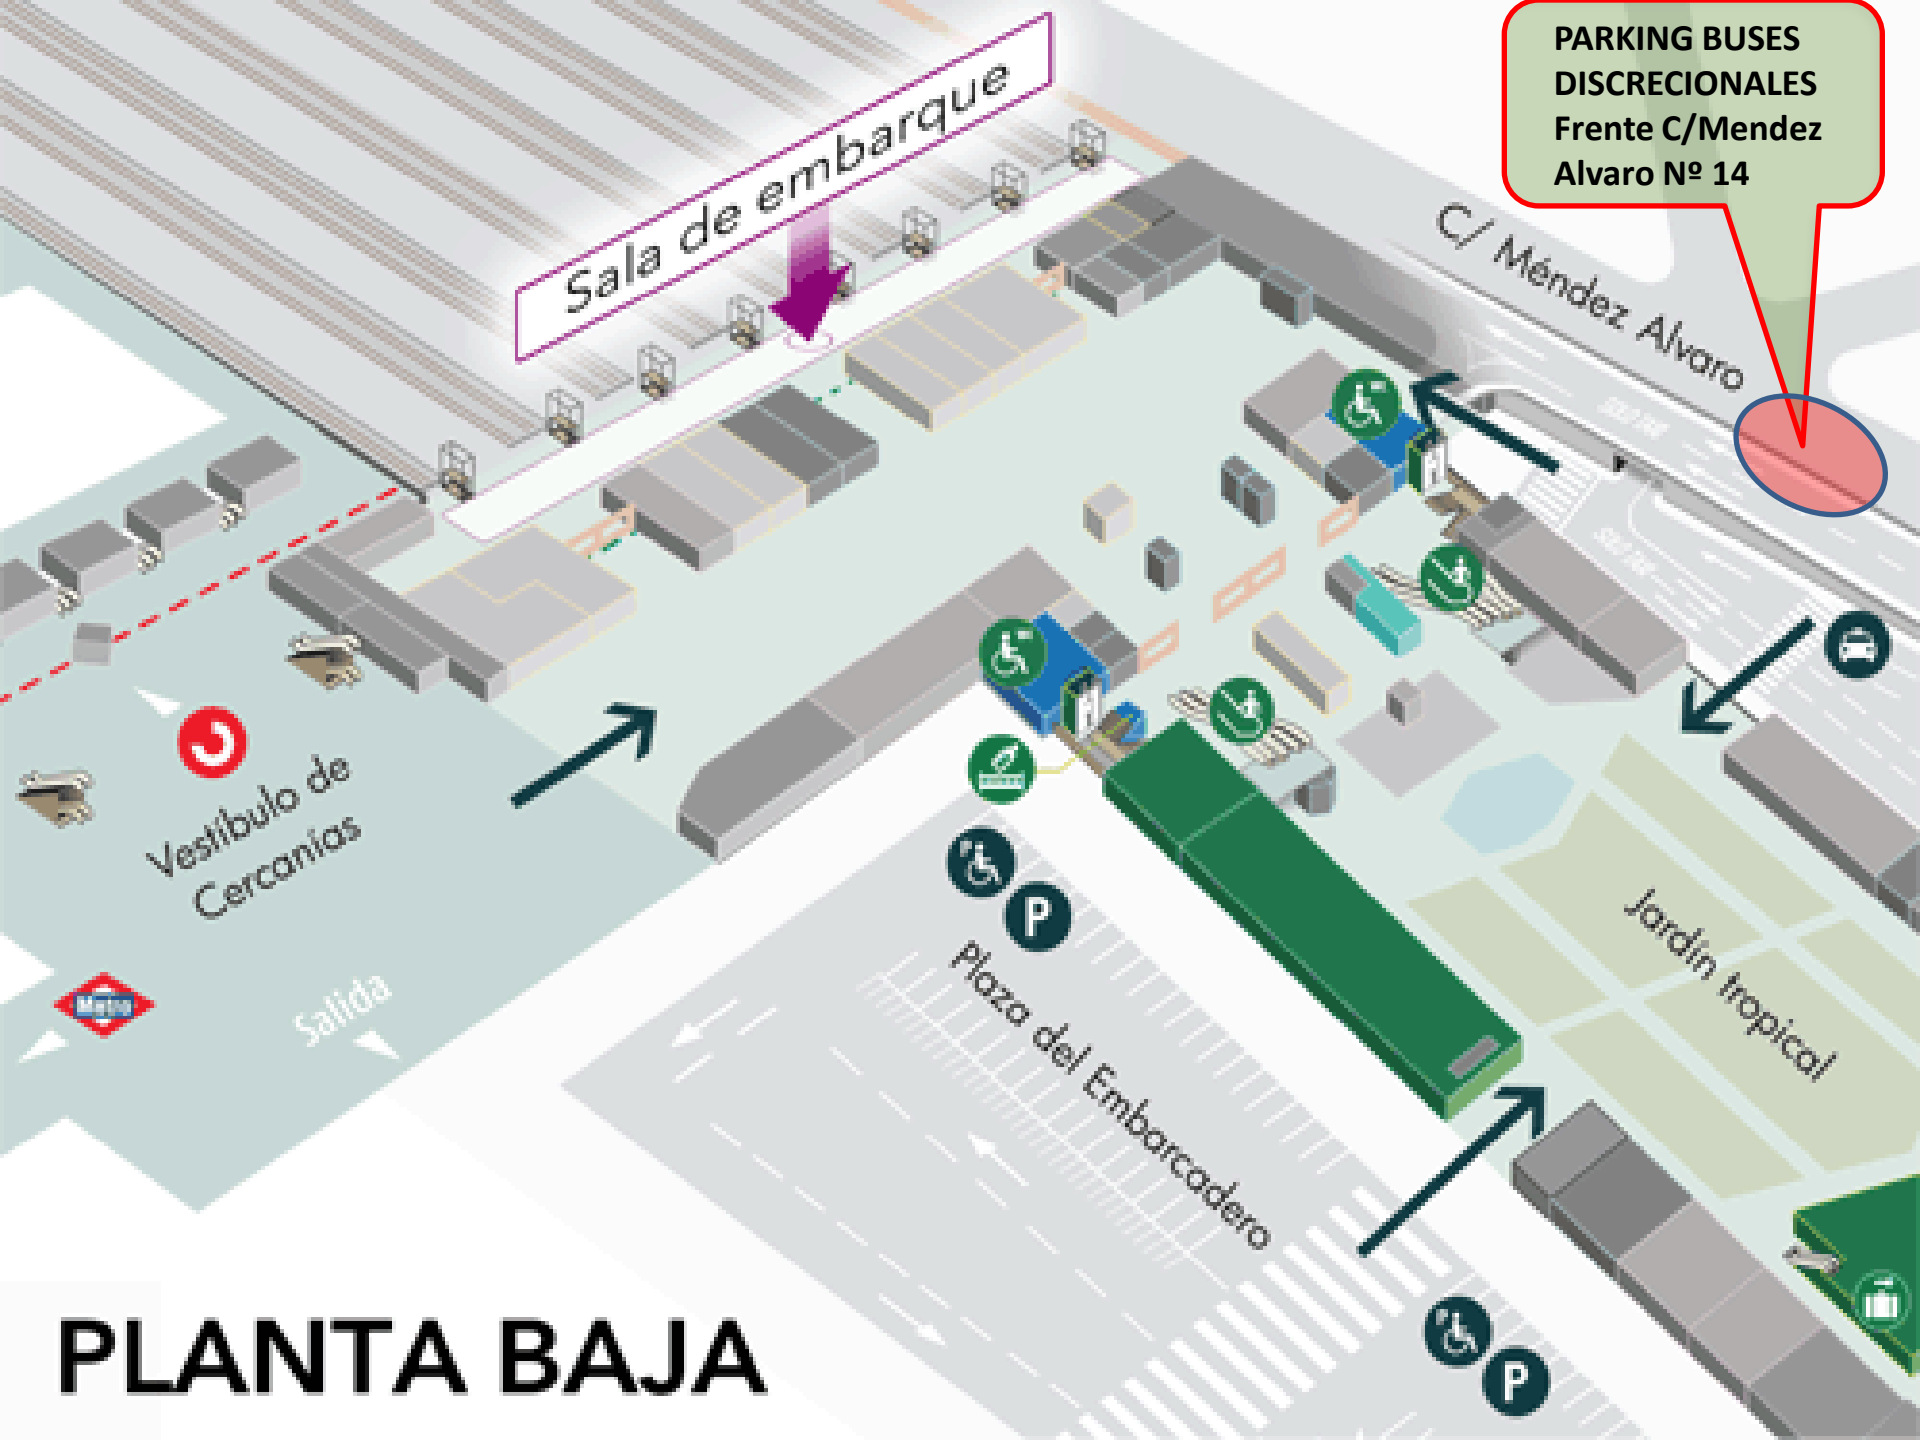 PARKING BUSES
DISCRECIONALES
Frente C/Mendez
Alvaro Nº 14
Sala de embarque
C/ Méndez Alvaro
Vestíbulo de
Cercanías
Metro
Salida
P
Plaza del Embarcadero
Jardín tropical
P
PLANTA BAJA